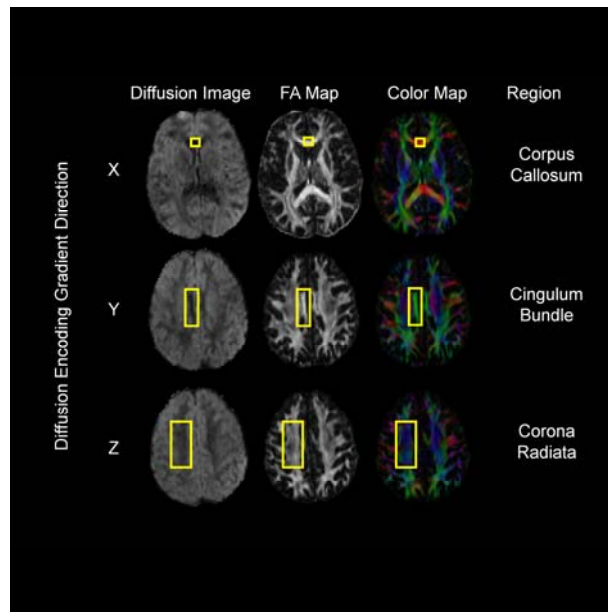 Diffusion Image FA Map Color Map Region
Diffusion Encoding Gradient Direction
X
Corpus
Callosum
Y
Cingulum
Bundle
Z
Corona
Radiata